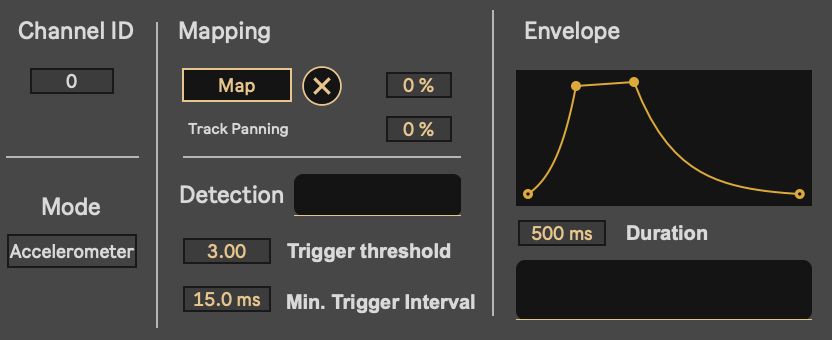 Channel ID
0
Mode
Accelerometer
Mapping
Map
0 %
Track Panning
0 %
Detection
3.00 Trigger threshold
15.0 ms Min. Trigger Interval
Envelope
500 ms Duration